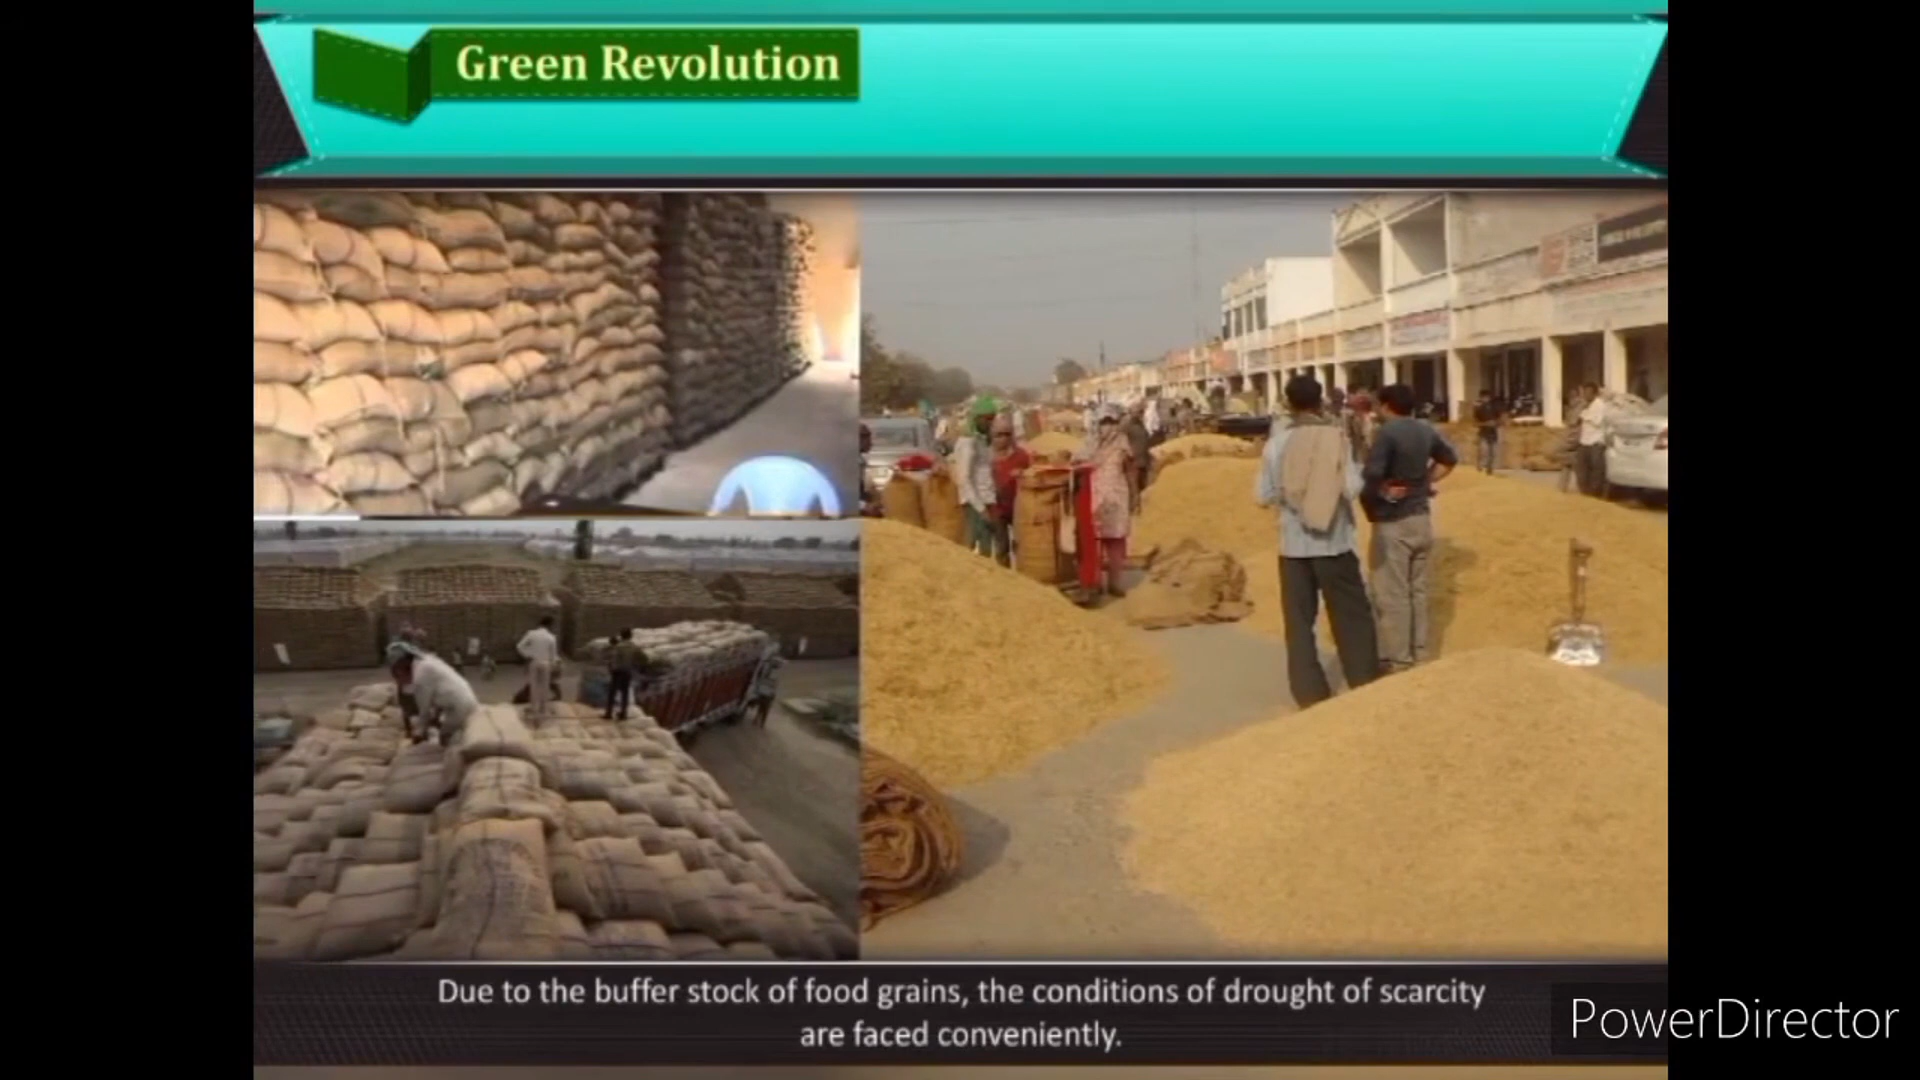 Green Revolution
Due to the buffer stock of food grains, the conditions of drought of scarcity
are faced conveniently.
PowerDirector